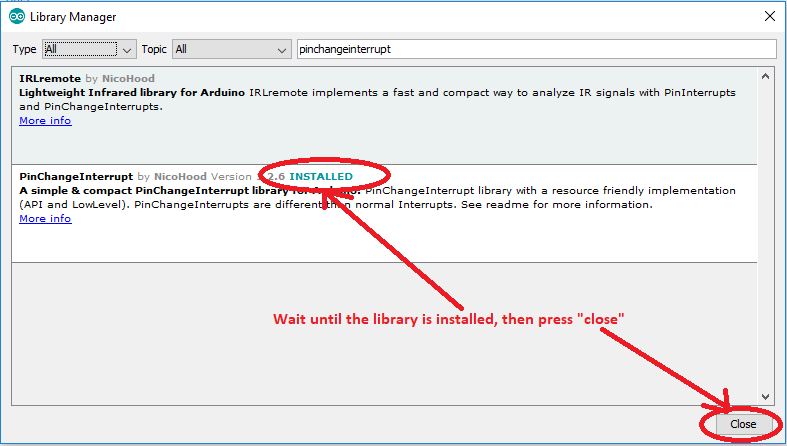 Library Manager
Type All Topic All pinchangeinterrupt
IRLremote by NicoHood
Lightweight Infrared library for Arduino IRLremote implements a fast and compact way to analyze IR signals with PinInterrupts
and PinChangeInterrupts.
More info
PinChangeInterrupt by NicoHood Version 2.6 INSTALLED
A simple & compact PinChangeInterrupt library for Arduino. PinChangeInterrupt library with a resource friendly implementation
(API and LowLevel). PinChangeInterrupts are different than normal Interrupts. See readme for more information.
More info
Wait until the library is installed, then press "close"
Close